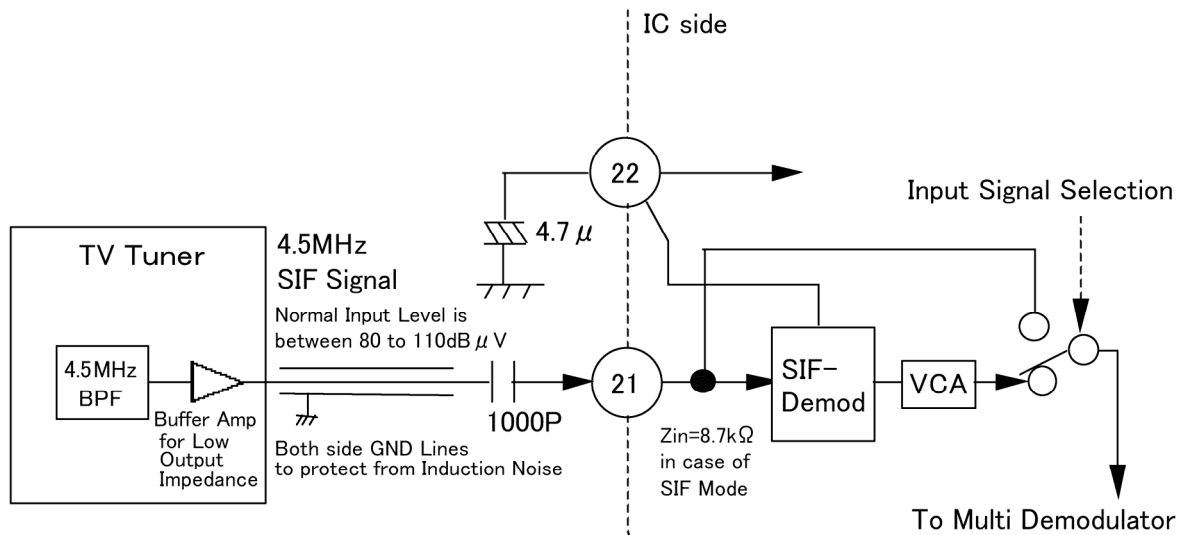 IC side
22
Input Signal Selection
4.7μ
TV Tuner
4.5MHz
SIF Signal
Normal Input Level is
between 80 to 110dBμV
4.5MHz
BPF
Buffer Amp
for Low
Output
Impedance
1000P
Both side GND Lines
to protect from Induction Noise
21
SIF-
Demod
VCA
Zin=8.7kΩ
in case of
SIF Mode
To Multi Demodulator